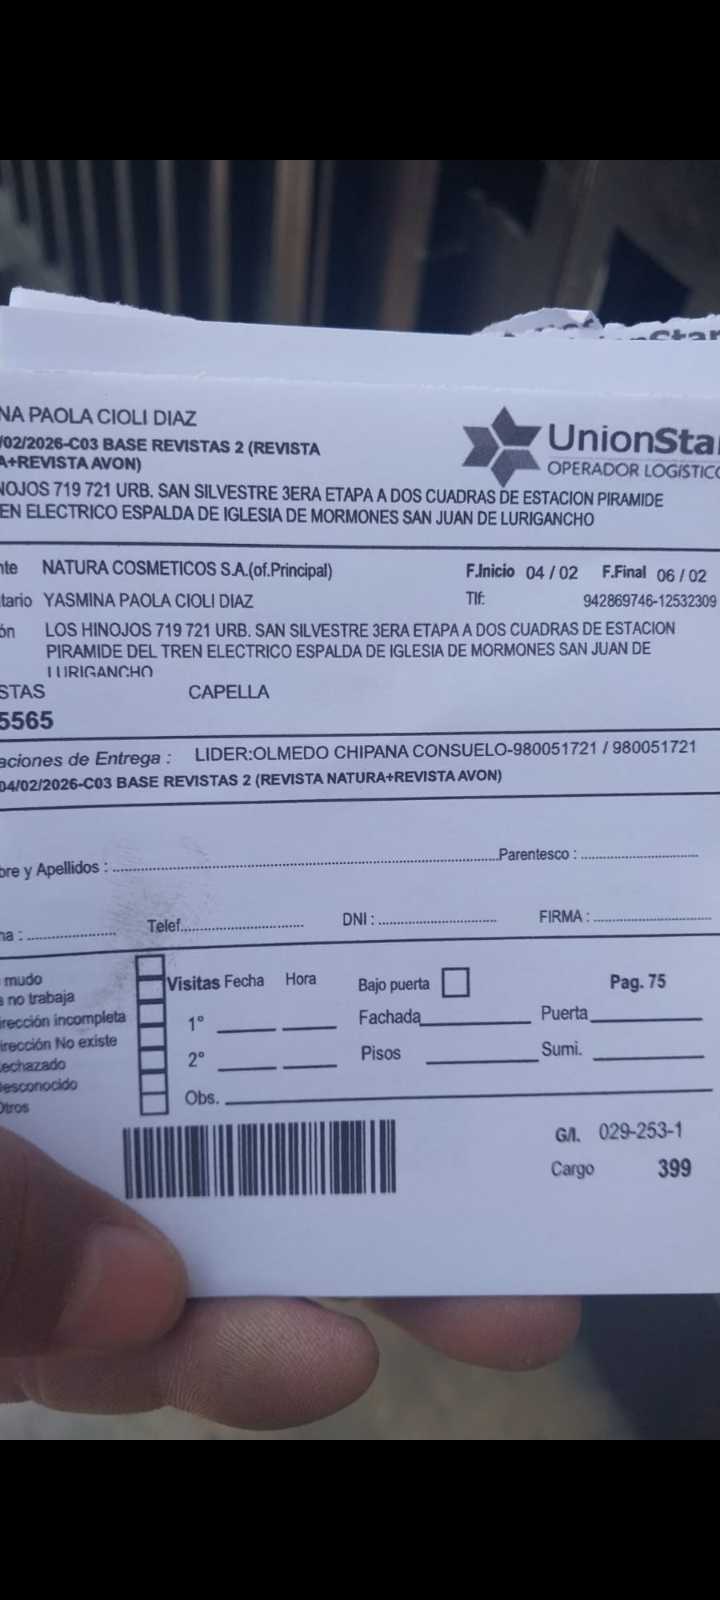 NA PAOLA CIOLI DIAZ
/02/2026-C03 BASE REVISTAS 2 (REVISTA
A+REVISTA AVON)
UnionStar
OPERADOR LOGÍSTICO
NOJOS 719 721 URB. SAN SILVESTRE 3ERA ETAPA A DOS CUADRAS DE ESTACION PIRAMIDE
EN ELECTRICO ESPALDA DE IGLESIA DE MORMONES SAN JUAN DE LURIGANCHO
nte NATURA COSMETICOS S.A.(of.Principal) F.Inicio 04 / 02 F.Final 06 / 02
tario YASMINA PAOLA CIOLI DIAZ Tlf: 942869746-12532309
ón LOS HINOJOS 719 721 URB. SAN SILVESTRE 3ERA ETAPA A DOS CUADRAS DE ESTACION
PIRAMIDE DEL TREN ELECTRICO ESPALDA DE IGLESIA DE MORMONES SAN JUAN DE
LURIGANCHO
STAS CAPELLA
5565
aciones de Entrega : LIDER:OLMEDO CHIPANA CONSUELO-980051721 / 980051721
04/02/2026-C03 BASE REVISTAS 2 (REVISTA NATURA+REVISTA AVON)
bre y Apellidos : Parentesco :
na : Telef. DNI : FIRMA :
mudo
a no trabaja
irección incompleta
irección No existe
echazado
esconocido
Otros
Visitas Fecha Hora Bajo puerta Pag. 75
1° Fachada Puerta
2° Pisos Sumi.
Obs.
G/I. 029-253-1
Cargo 399